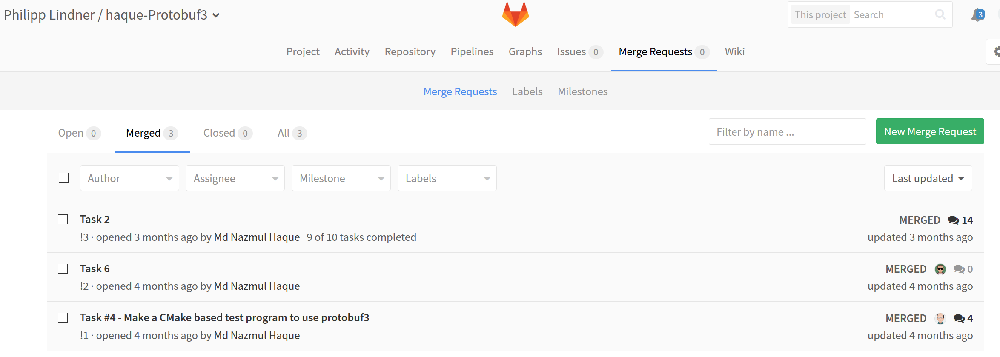 Philipp Lindner / haque-Protobuf3
This project Search
3
Project Activity Repository Pipelines Graphs Issues 0 Merge Requests 0 Wiki
Merge Requests Labels Milestones
Open 0 Merged 3 Closed 0 All 3
Filter by name ...
New Merge Request
Author Assignee Milestone Labels
Last updated
Task 2
MERGED 14
!3 · opened 3 months ago by Md Nazmul Haque 9 of 10 tasks completed
updated 3 months ago
Task 6
MERGED 0
!2 · opened 4 months ago by Md Nazmul Haque
updated 4 months ago
Task #4 - Make a CMake based test program to use protobuf3
MERGED 4
!1 · opened 4 months ago by Md Nazmul Haque
updated 4 months ago